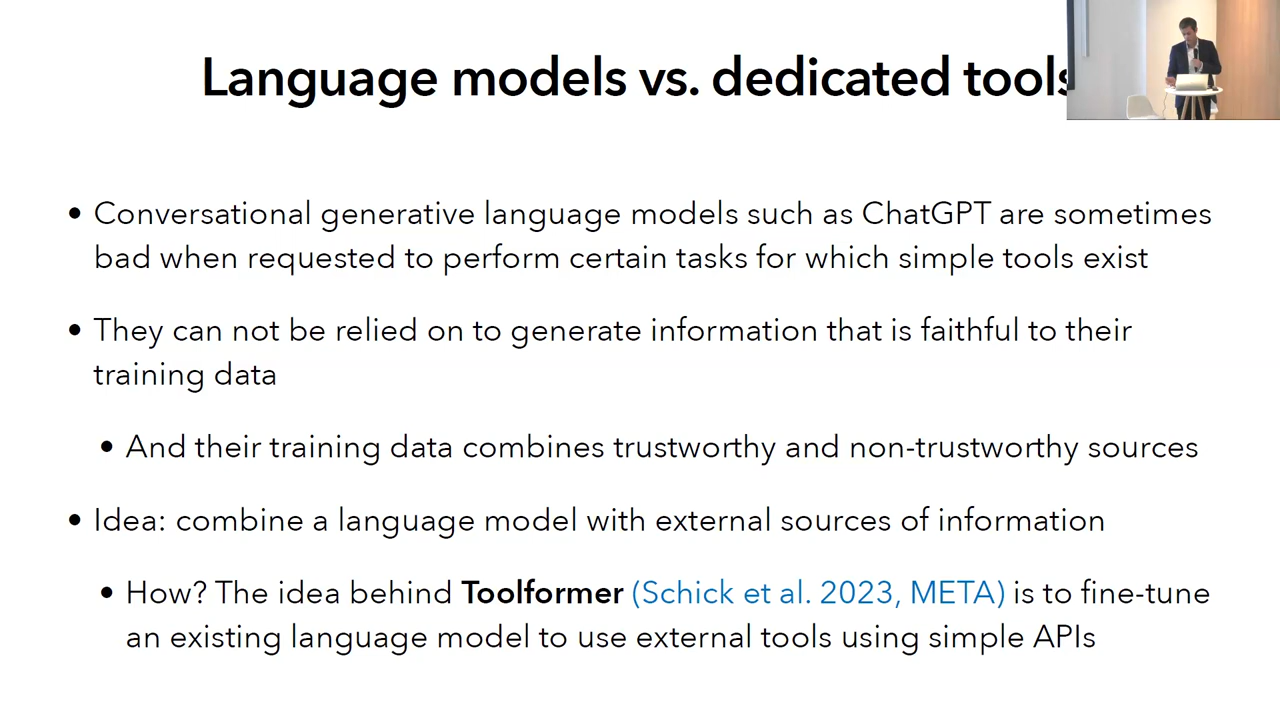 Language models vs. dedicated tools
• Conversational generative language models such as ChatGPT are sometimes
bad when requested to perform certain tasks for which simple tools exist
• They can not be relied on to generate information that is faithful to their
training data
• And their training data combines trustworthy and non-trustworthy sources
• Idea: combine a language model with external sources of information
• How? The idea behind Toolformer (Schick et al. 2023, META) is to fine-tune
an existing language model to use external tools using simple APIs